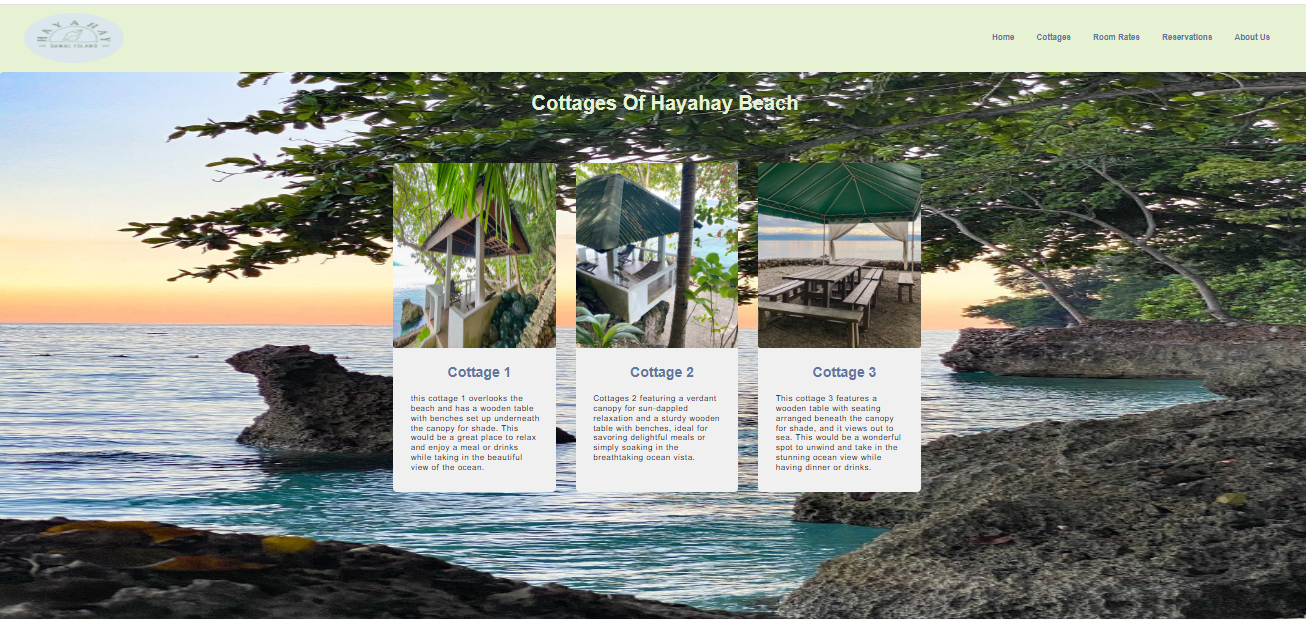 HAYAHAY
SAMAL ISLAND
Home Cottages Room Rates Reservations About Us
Cottages Of Hayahay Beach
Cottage 1
this cottage 1 overlooks the
beach and has a wooden table
with benches set up underneath
the canopy for shade. This
would be a great place to relax
and enjoy a meal or drinks
while taking in the beautiful
view of the ocean.
Cottage 2
Cottages 2 featuring a verdant
canopy for sun-dappled
relaxation and a sturdy wooden
table with benches, ideal for
savoring delightful meals or
simply soaking in the
breathtaking ocean vista.
Cottage 3
This cottage 3 features a
wooden table with seating
arranged beneath the canopy
for shade, and it views out to
sea. This would be a wonderful
spot to unwind and take in the
stunning ocean view while
having dinner or drinks.